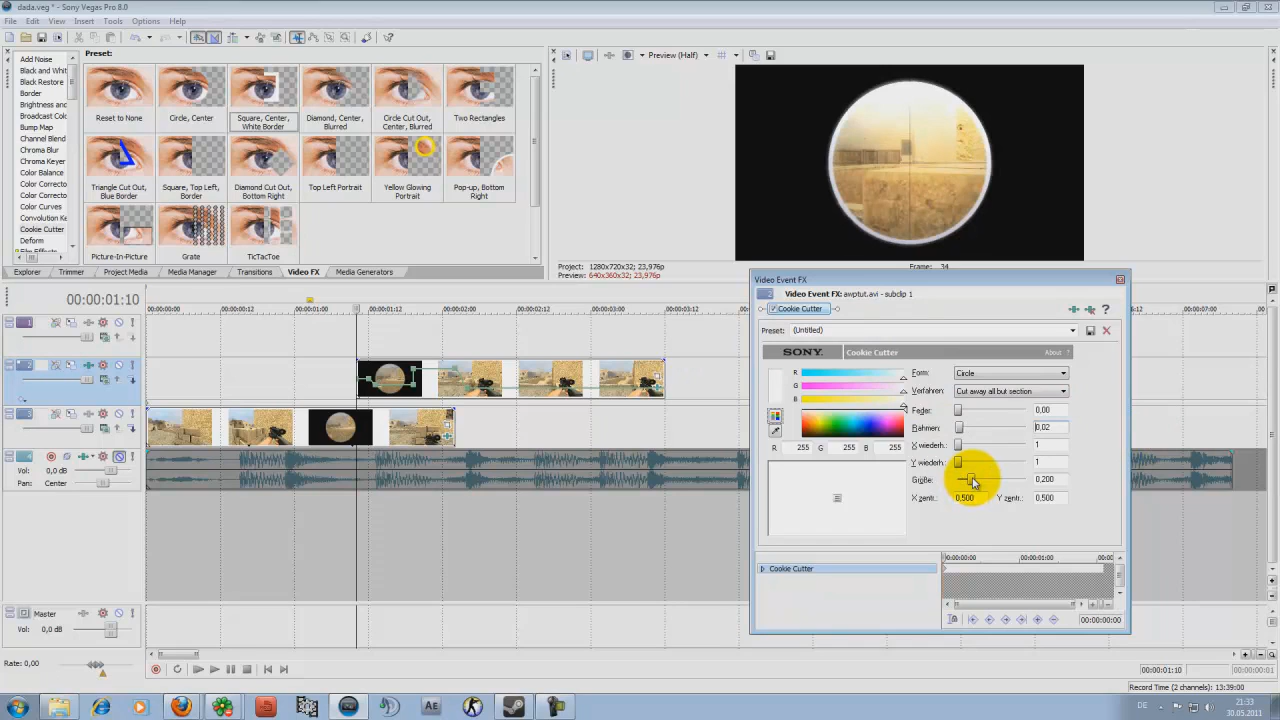 dada.veg * - Sony Vegas Pro 8.0
File Edit View Insert Tools Options Help
Add Noise
Black and Whit
Black Restore
Border
Brightness and
Broadcast Colo
Bump Map
Channel Blend
Chroma Blur
Chroma Keyer
Color Balance
Color Correcto
Color Correcto
Color Curves
Convolution Ke
Cookie Cutter
Deform
Preset:
Reset to None
Circle, Center
Square, Center, White Border
Diamond, Center, Blurred
Circle Cut Out, Center, Blurred
Two Rectangles
Triangle Cut Out, Blue Border
Square, Top Left, Border
Diamond Cut Out, Bottom Right
Top Left Portrait
Yellow Glowing Portrait
Pop-up, Bottom Right
Picture-In-Picture
Grate
TicTacToe
Explorer Trimmer Project Media Media Manager Transitions Video FX Media Generators
Preview (Half)
Project: 1280x720x32; 23,976p
Preview: 640x360x32; 23,976p
Frame: 34
00:00:01:10
00:00:00:00 00:00:00:12 00:00:01:00 00:00:01:12 00:00:02:00 00:00:02:12 00:00:03:00 00:00:03:12 00:00:07:00
1
2
3
4
Vol: 0,0 dB
Pan: Center
Master
Vol: 0,0 dB
Rate: 0,00
Video Event FX
Video Event FX: awptut.avi - subclip 1
Cookie Cutter
Preset: (Untitled)
SONY. Cookie Cutter About ?
R
G
B
R 255 G 255 B 255
Form: Circle
Verfahren: Cut away all but section
Feder: 0,00
Rahmen: 0,02
X wiederh.: 1
Y wiederh.: 1
Größe: 0,200
X zentr.: 0,500 Y zentr.: 0,500
Cookie Cutter
00:00:00:00 00:00:01:00 00:00
00:00:00:00
00:00:01:10 00:00:00:01
Record Time (2 channels): 13:39:00
Ae
DE
21:33
30.05.2011